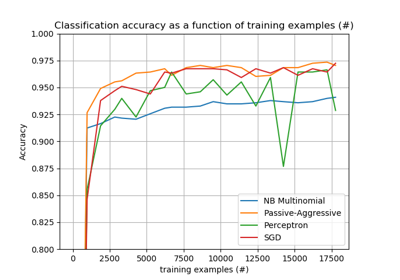 Classification accuracy as a function of training examples (#)
1.000
0.975
0.950
0.925
0.900
0.875
0.850
0.825
0.800
Accuracy
NB Multinomial
Passive-Aggressive
Perceptron
SGD
0 2500 5000 7500 10000 12500 15000 17500
training examples (#)